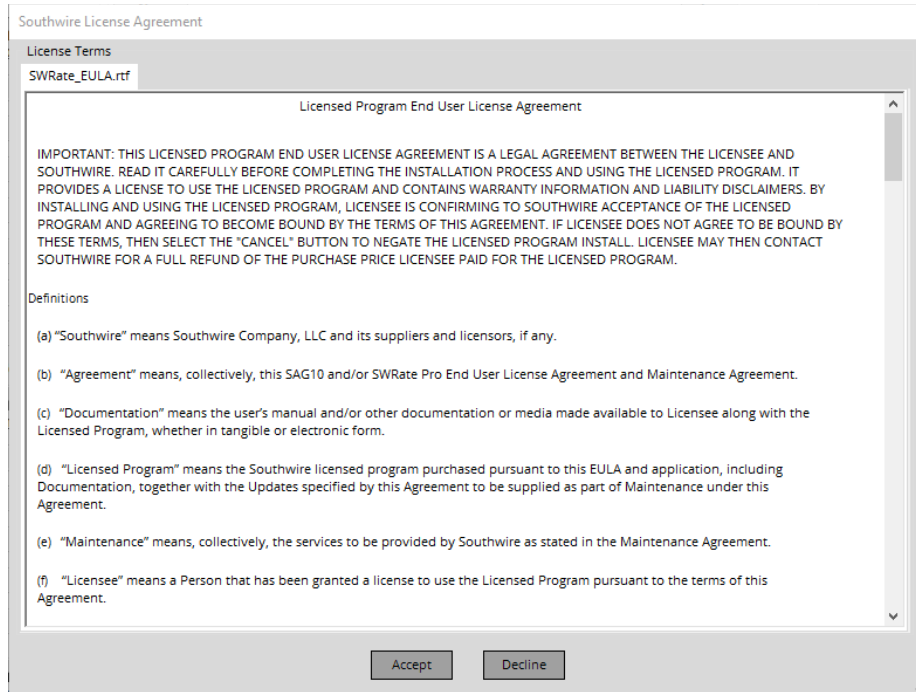 Southwire License Agreement
License Terms
SWRate_EULA.rtf
Licensed Program End User License Agreement
IMPORTANT: THIS LICENSED PROGRAM END USER LICENSE AGREEMENT IS A LEGAL AGREEMENT BETWEEN THE LICENSEE AND
SOUTHWIRE. READ IT CAREFULLY BEFORE COMPLETING THE INSTALLATION PROCESS AND USING THE LICENSED PROGRAM. IT
PROVIDES A LICENSE TO USE THE LICENSED PROGRAM AND CONTAINS WARRANTY INFORMATION AND LIABILITY DISCLAIMERS. BY
INSTALLING AND USING THE LICENSED PROGRAM, LICENSEE IS CONFIRMING TO SOUTHWIRE ACCEPTANCE OF THE LICENSED
PROGRAM AND AGREEING TO BECOME BOUND BY THE TERMS OF THIS AGREEMENT. IF LICENSEE DOES NOT AGREE TO BE BOUND BY
THESE TERMS, THEN SELECT THE "CANCEL" BUTTON TO NEGATE THE LICENSED PROGRAM INSTALL. LICENSEE MAY THEN CONTACT
SOUTHWIRE FOR A FULL REFUND OF THE PURCHASE PRICE LICENSEE PAID FOR THE LICENSED PROGRAM.
Definitions
(a) “Southwire” means Southwire Company, LLC and its suppliers and licensors, if any.
(b) “Agreement” means, collectively, this SAG10 and/or SWRate Pro End User License Agreement and Maintenance Agreement.
(c) “Documentation” means the user’s manual and/or other documentation or media made available to Licensee along with the
Licensed Program, whether in tangible or electronic form.
(d) “Licensed Program” means the Southwire licensed program purchased pursuant to this EULA and application, including
Documentation, together with the Updates specified by this Agreement to be supplied as part of Maintenance under this
Agreement.
(e) “Maintenance” means, collectively, the services to be provided by Southwire as stated in the Maintenance Agreement.
(f) “Licensee” means a Person that has been granted a license to use the Licensed Program pursuant to the terms of this
Agreement.
Accept
Decline